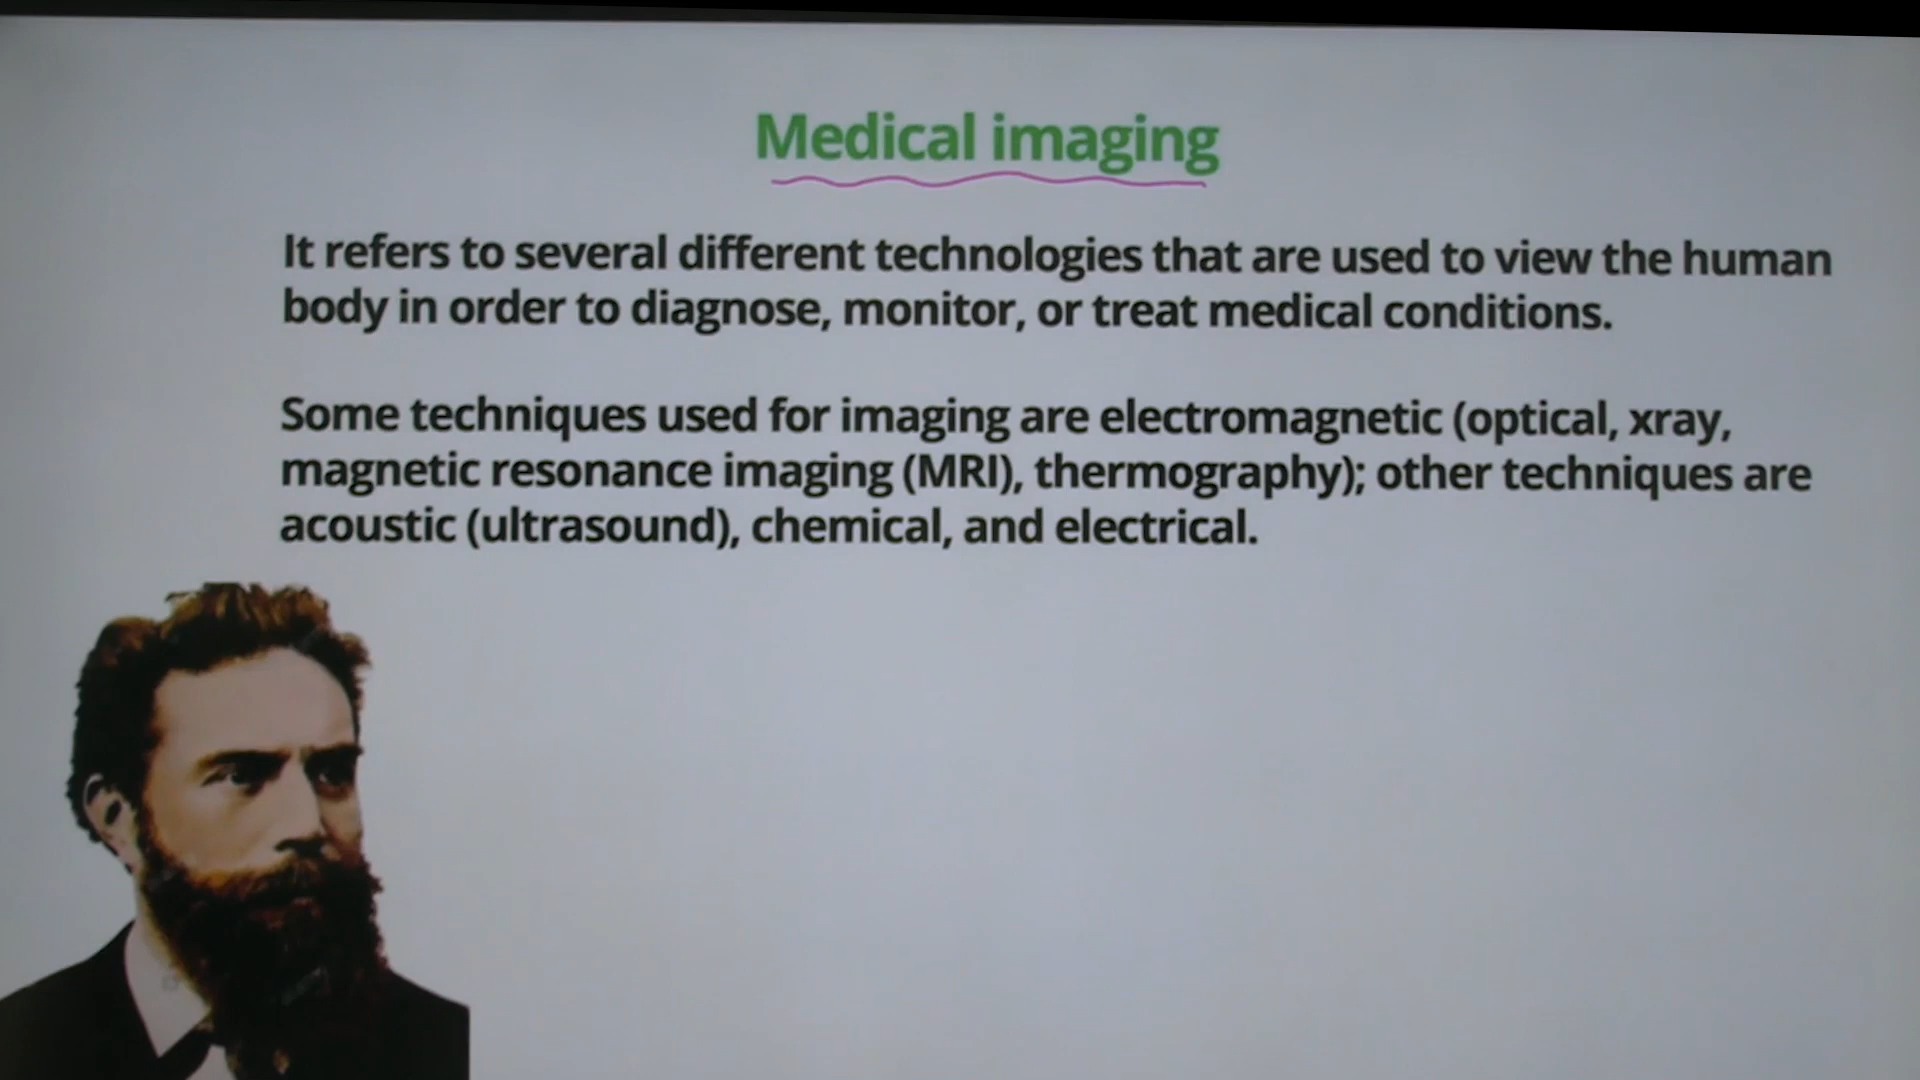 Medical imaging
It refers to several different technologies that are used to view the human
body in order to diagnose, monitor, or treat medical conditions.
Some techniques used for imaging are electromagnetic (optical, xray,
magnetic resonance imaging (MRI), thermography); other techniques are
acoustic (ultrasound), chemical, and electrical.